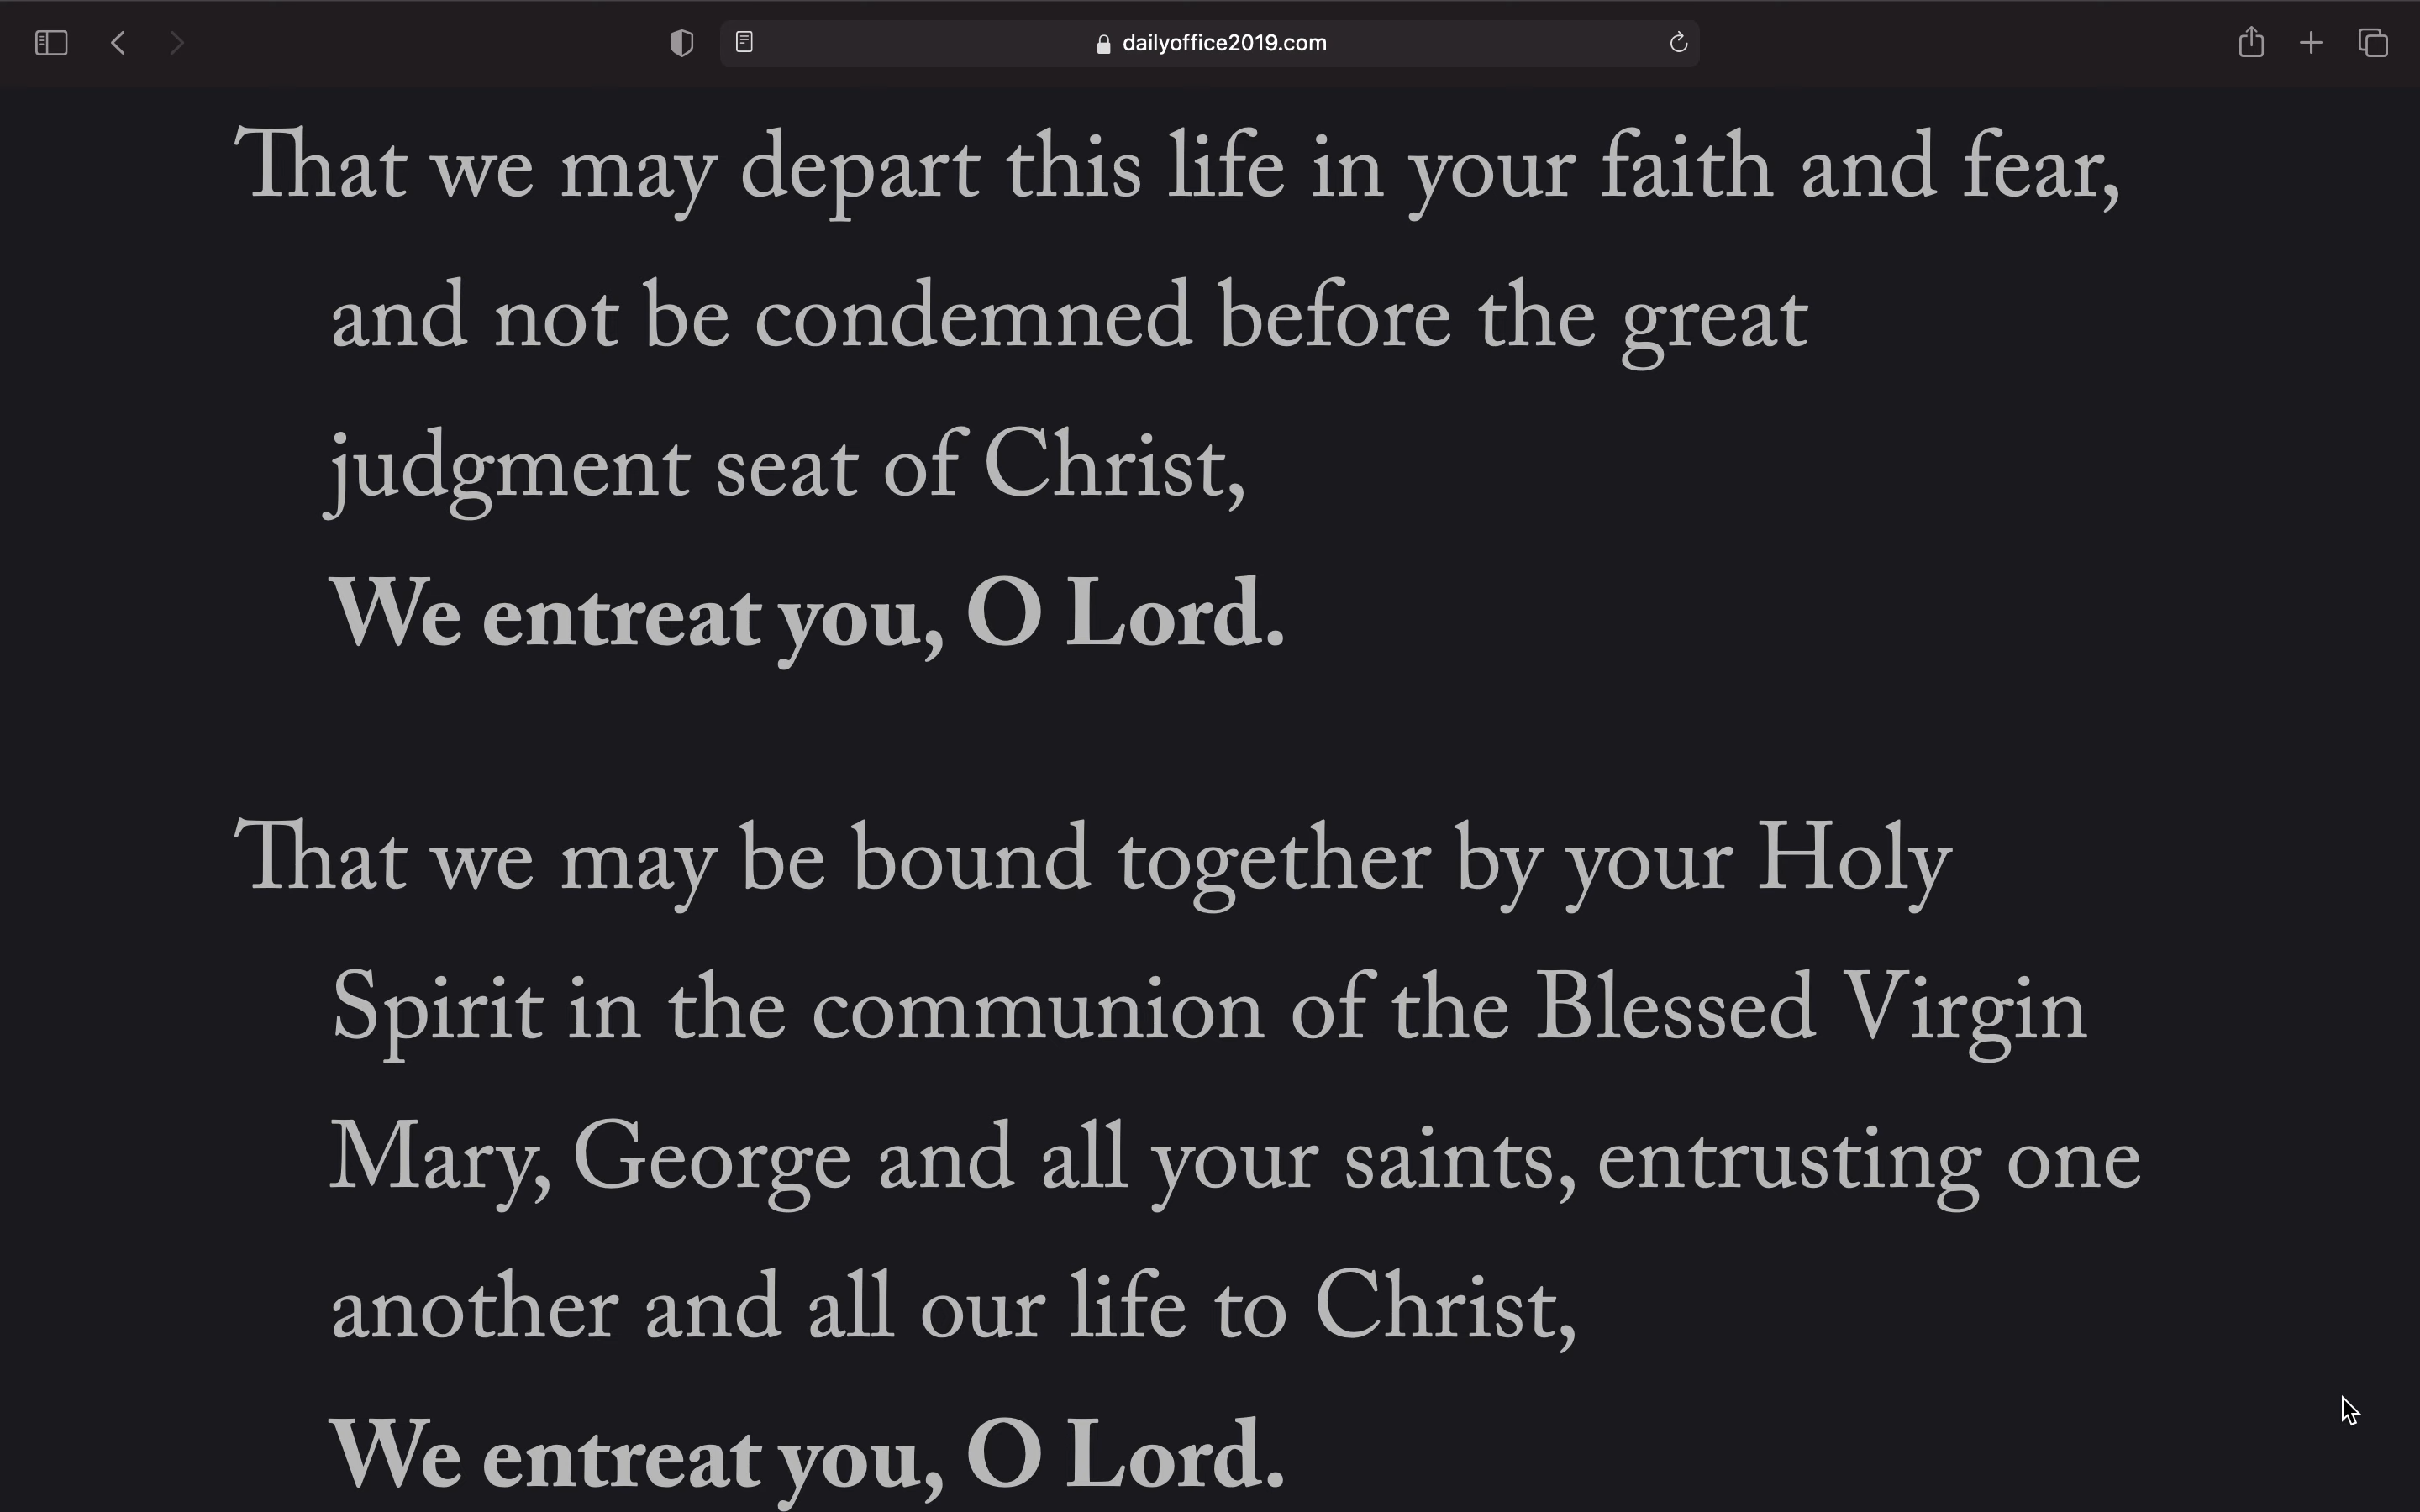 dailyoffice2019.com
That we may depart this life in your faith and fear,
and not be condemned before the great
judgment seat of Christ,
We entreat you, O Lord.
That we may be bound together by your Holy
Spirit in the communion of the Blessed Virgin
Mary, George and all your saints, entrusting one
another and all our life to Christ,
We entreat you, O Lord.